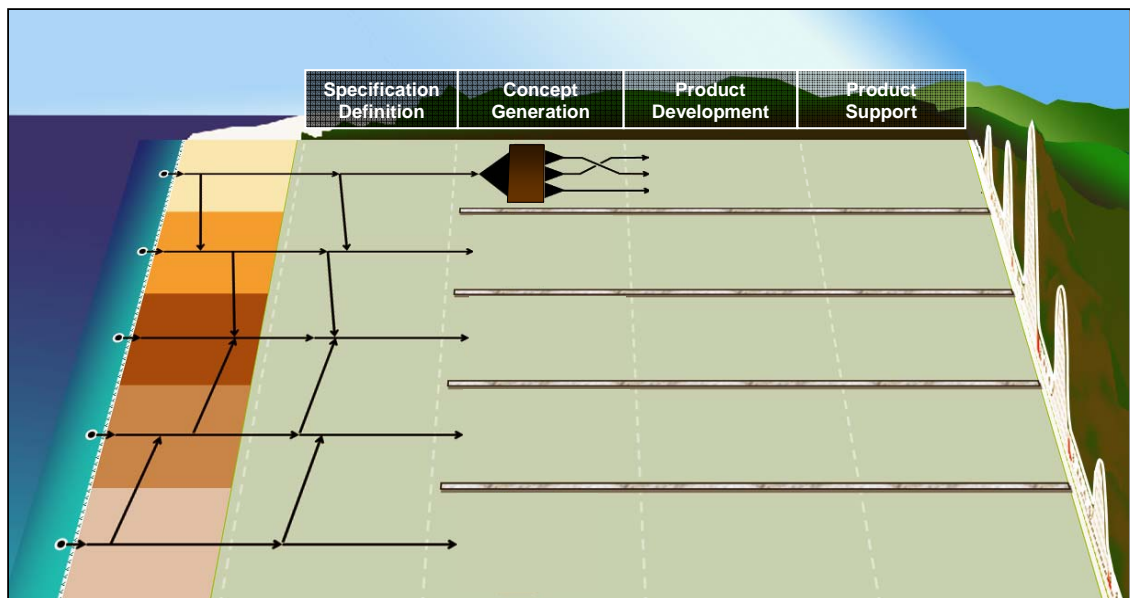 Specification
Definition
Concept
Generation
Product
Development
Product
Support